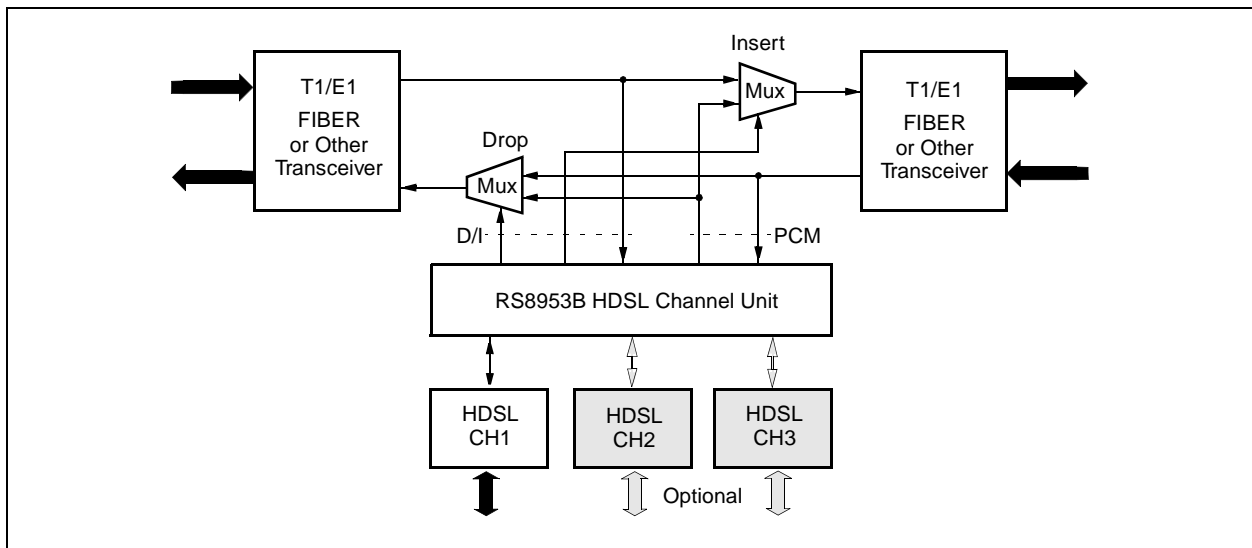 Insert
T1/E1
FIBER
or Other
Transceiver
Mux
T1/E1
FIBER
or Other
Transceiver
Drop
Mux
D/I
PCM
RS8953B HDSL Channel Unit
HDSL
CH1
HDSL
CH2
HDSL
CH3
Optional